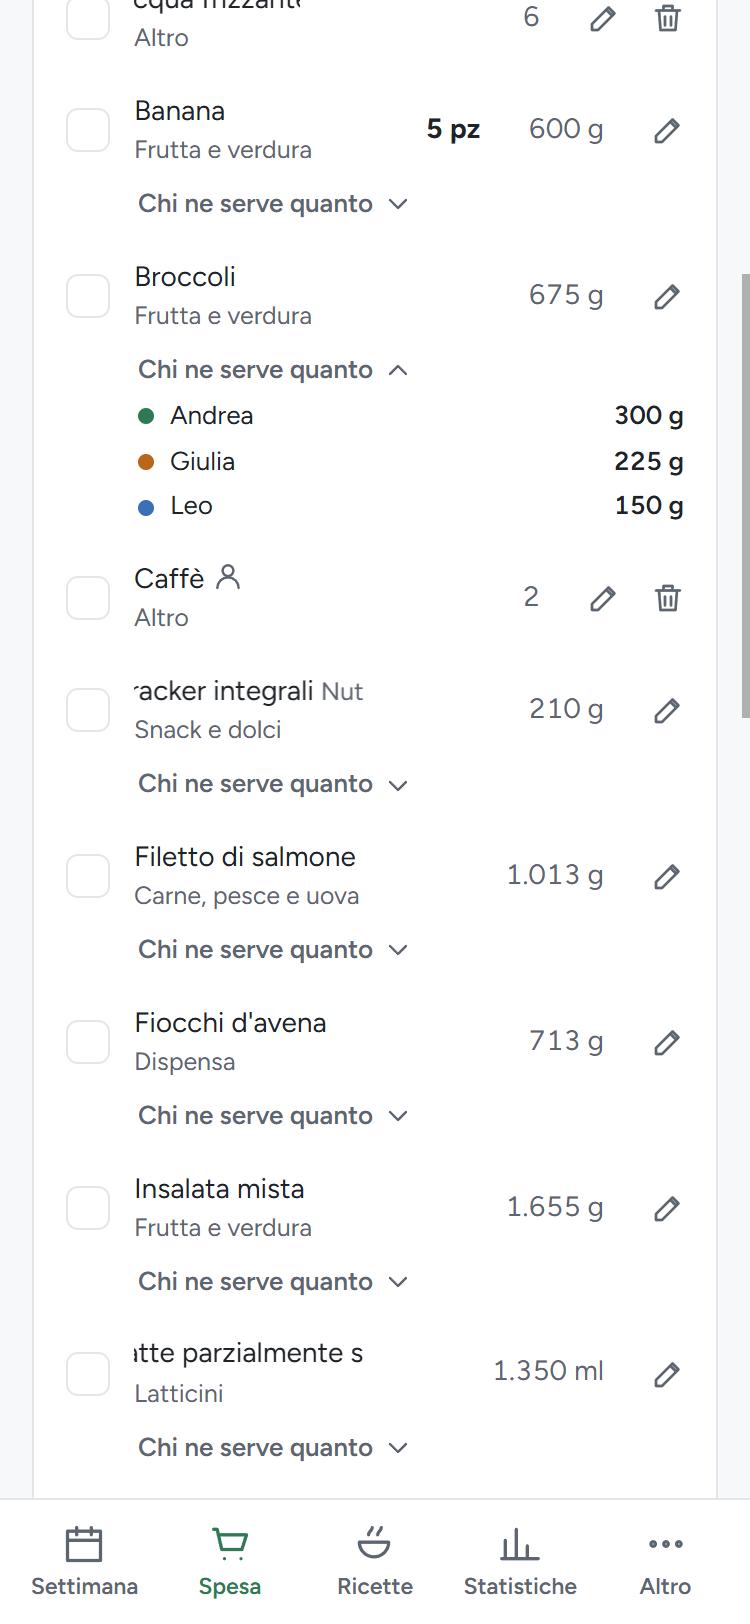 cqua frizzante
6
Altro
Banana
5 pz 600 g
Frutta e verdura
Chi ne serve quanto
Broccoli
675 g
Frutta e verdura
Chi ne serve quanto
Andrea 300 g
Giulia 225 g
Leo 150 g
Caffè
2
Altro
racker integrali Nut
210 g
Snack e dolci
Chi ne serve quanto
Filetto di salmone
1.013 g
Carne, pesce e uova
Chi ne serve quanto
Fiocchi d'avena
713 g
Dispensa
Chi ne serve quanto
Insalata mista
1.655 g
Frutta e verdura
Chi ne serve quanto
atte parzialmente s
1.350 ml
Latticini
Chi ne serve quanto
Settimana Spesa Ricette Statistiche Altro